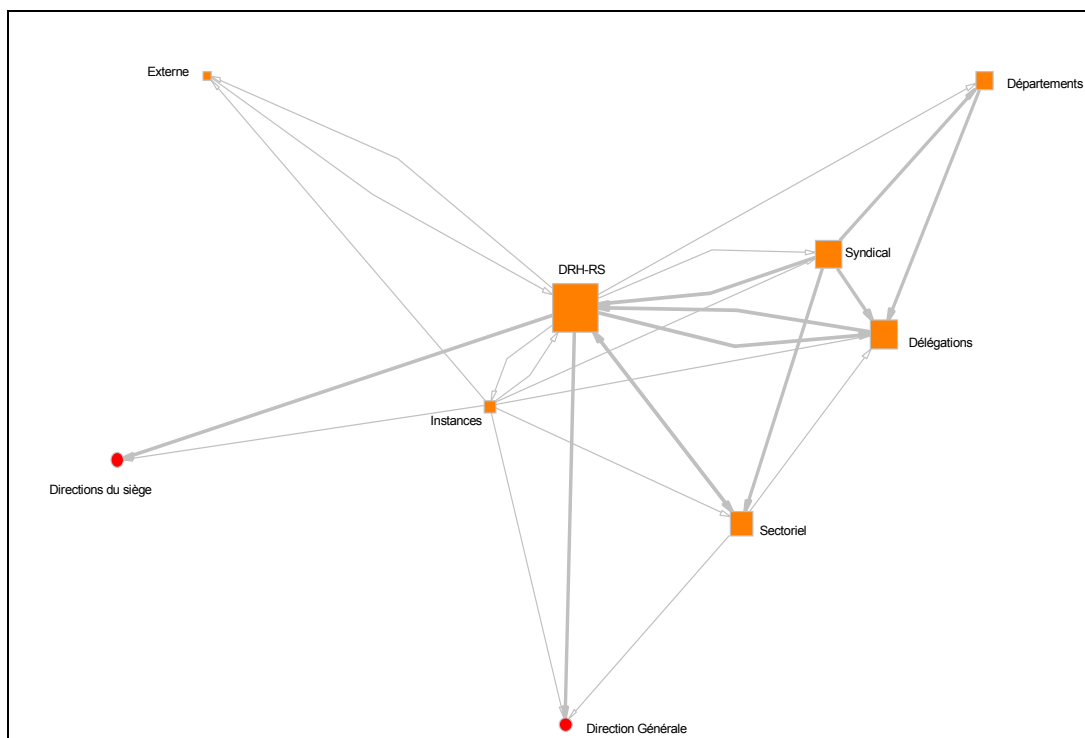 Externe
Départements
Syndical
DRH-RS
Délégations
Instances
Directions du siège
Sectoriel
Direction Générale